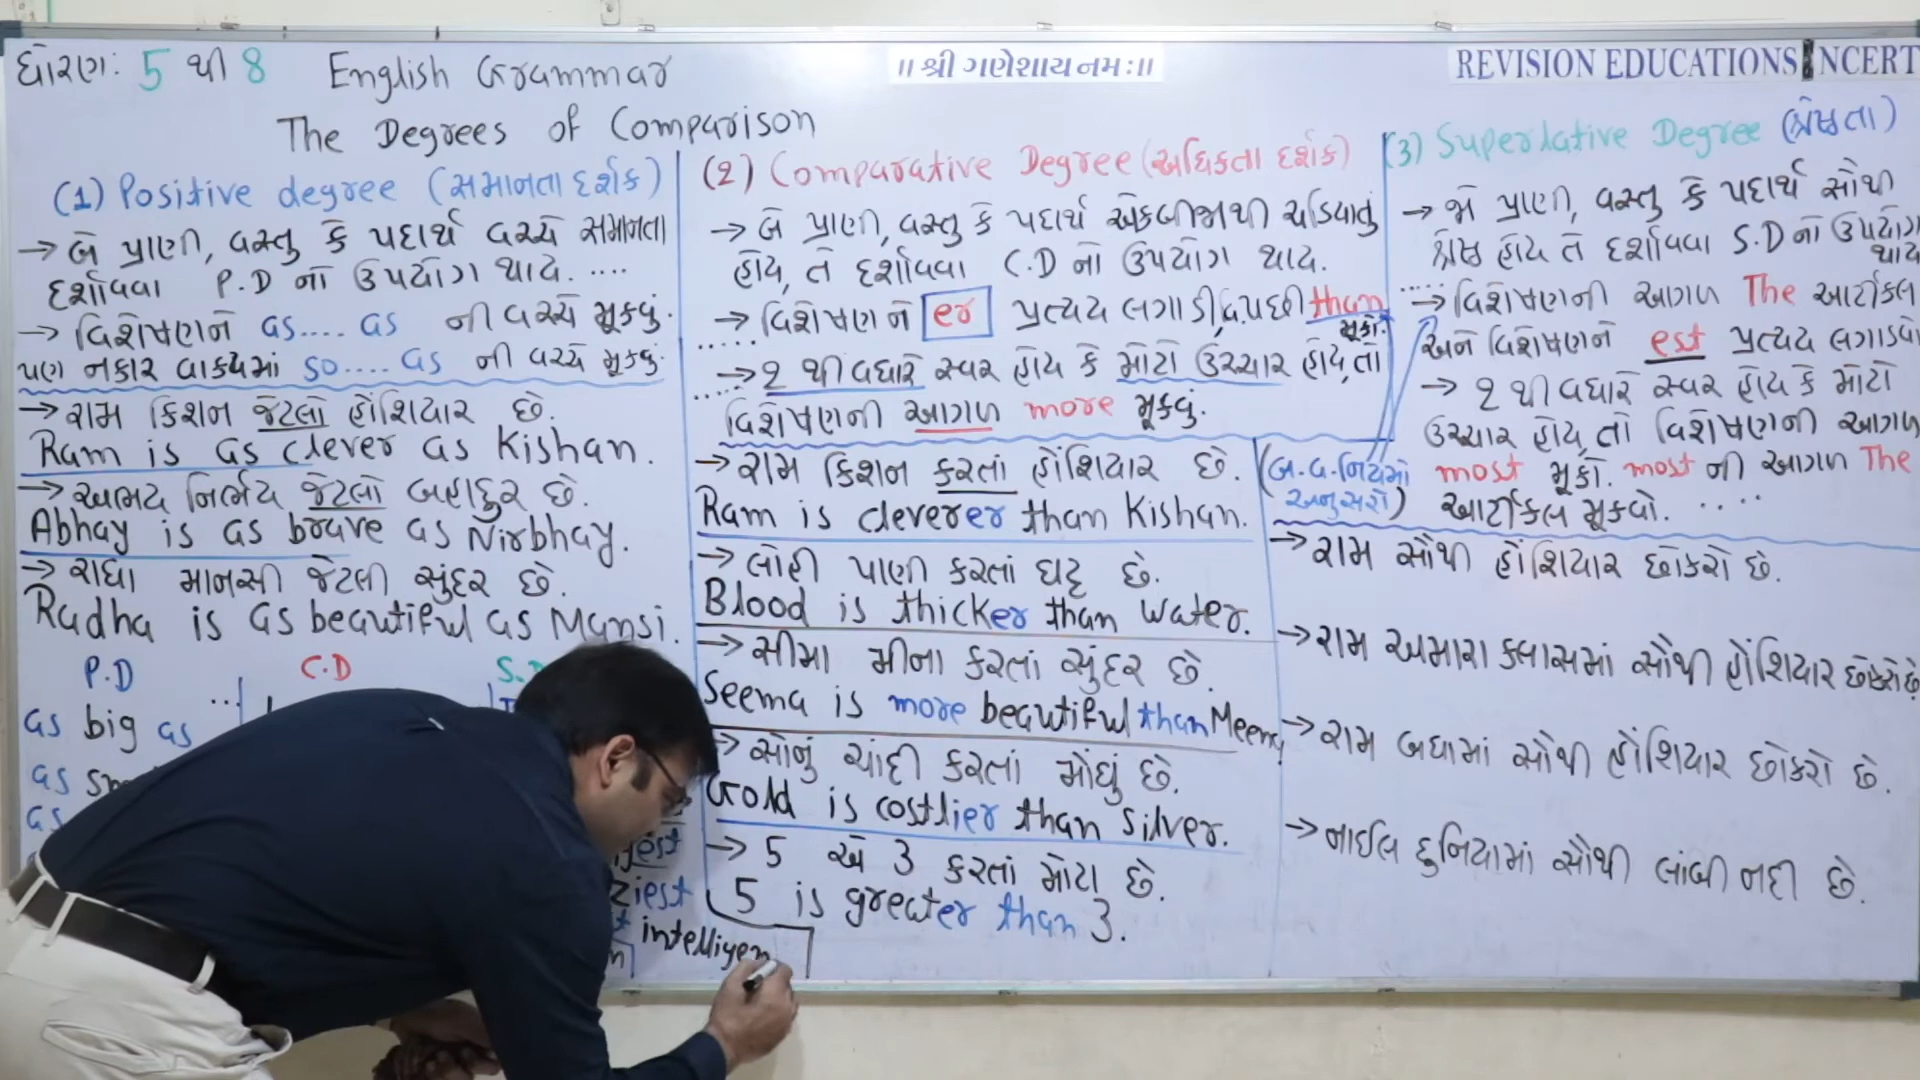 ધોરણ: 5 થી 8 English Grammar
॥ શ્રી ગણેશાય નમઃ ॥
REVISION EDUCATIONS NCERT
The Degrees of Comparison
(1) Positive degree (સમાનતા દર્શક)
→ બે પ્રાણી, વસ્તુ કે પદાર્થ વચ્ચે સમાનતા
દર્શાવવા P.D નો ઉપયોગ થાય. ....
→ વિશેષણને as.... as ની વચ્ચે મૂકવું.
પણ નકાર વાક્યમાં so.... as ની વચ્ચે મૂકવું.
→ રામ કિશન જેટલો હોંશિયાર છે.
Ram is as clever as Kishan.
→ અભય નિર્ભય જેટલો બહાદુર છે.
Abhay is as brave as Nirbhay.
→ રાધા માનસી જેટલી સુંદર છે.
Radha is as beautiful as Mansi.
P.D C.D
as big as
as
as
(2) Comparative Degree (અધિકતા દર્શક)
→ બે પ્રાણી, વસ્તુ કે પદાર્થ એકબીજાથી ચડિયાતું
હોય, તે દર્શાવવા C.D નો ઉપયોગ થાય.
→ વિશેષણને er પ્રત્યય લગાડી, વિ.પછી than
મૂકો.
→ ૨ થી વધારે સ્વર હોય કે મોટો ઉચ્ચાર હોય, તો
વિશેષણની આગળ more મૂકવું.
→ રામ કિશન કરતાં હોંશિયાર છે.
Ram is cleverer than Kishan.
→ લોહી પાણી કરતાં ઘટ્ટ છે.
Blood is thicker than water.
→ સીમા મીના કરતાં સુંદર છે.
Seema is more beautiful than Meena
→ સોનું ચાંદી કરતાં મોંઘું છે.
Gold is costlier than silver.
→ 5 એ 3 કરતાં મોટા છે.
5 is greater than 3.
intelligen
(3) Superlative Degree (શ્રેષ્ઠતા)
→ જો પ્રાણી, વસ્તુ કે પદાર્થ સૌથી
શ્રેષ્ઠ હોય તે દર્શાવવા S.D નો ઉપયોગ
થાય
→ વિશેષણની આગળ The આર્ટીકલ
અને વિશેષણને est પ્રત્યય લગાડવો
→ ૨ થી વધારે સ્વર હોય કે મોટો
ઉચ્ચાર હોય, તો વિશેષણની આગળ
most મૂકો. most ની આગળ The
આર્ટીકલ મૂકવો. ....
(બ.વ.નિયમો
અનુસરો)
→ રામ સૌથી હોંશિયાર છોકરો છે.
→ રામ અમારા ક્લાસમાં સૌથી હોંશિયાર છોકરો છે.
→ રામ બધામાં સૌથી હોંશિયાર છોકરો છે.
→ નાઈલ દુનિયામાં સૌથી લાંબી નદી છે.